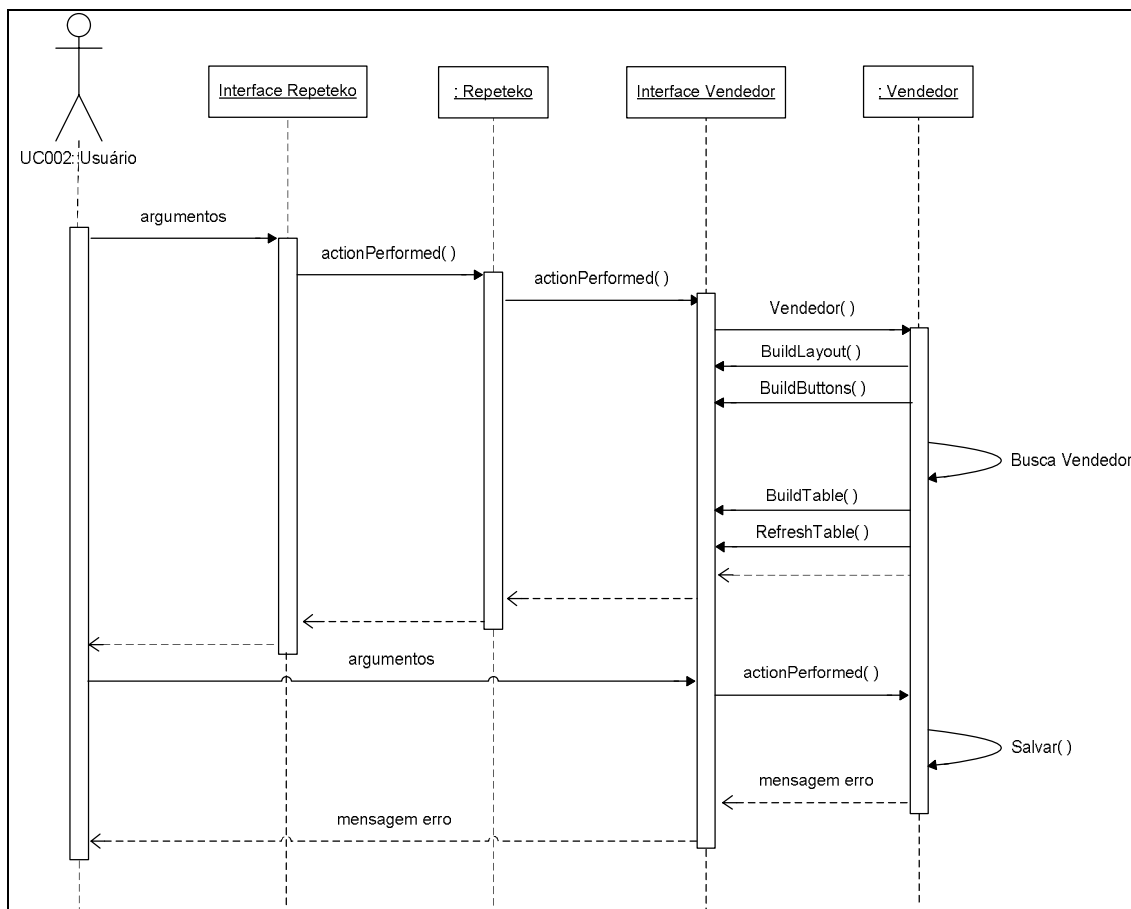 Interface Repeteko
: Repeteko
Interface Vendedor
: Vendedor
UC002: Usuário
argumentos
actionPerformed( )
actionPerformed( )
Vendedor( )
BuildLayout( )
BuildButtons( )
Busca Vendedor
BuildTable( )
RefreshTable( )
argumentos
actionPerformed( )
Salvar( )
mensagem erro
mensagem erro